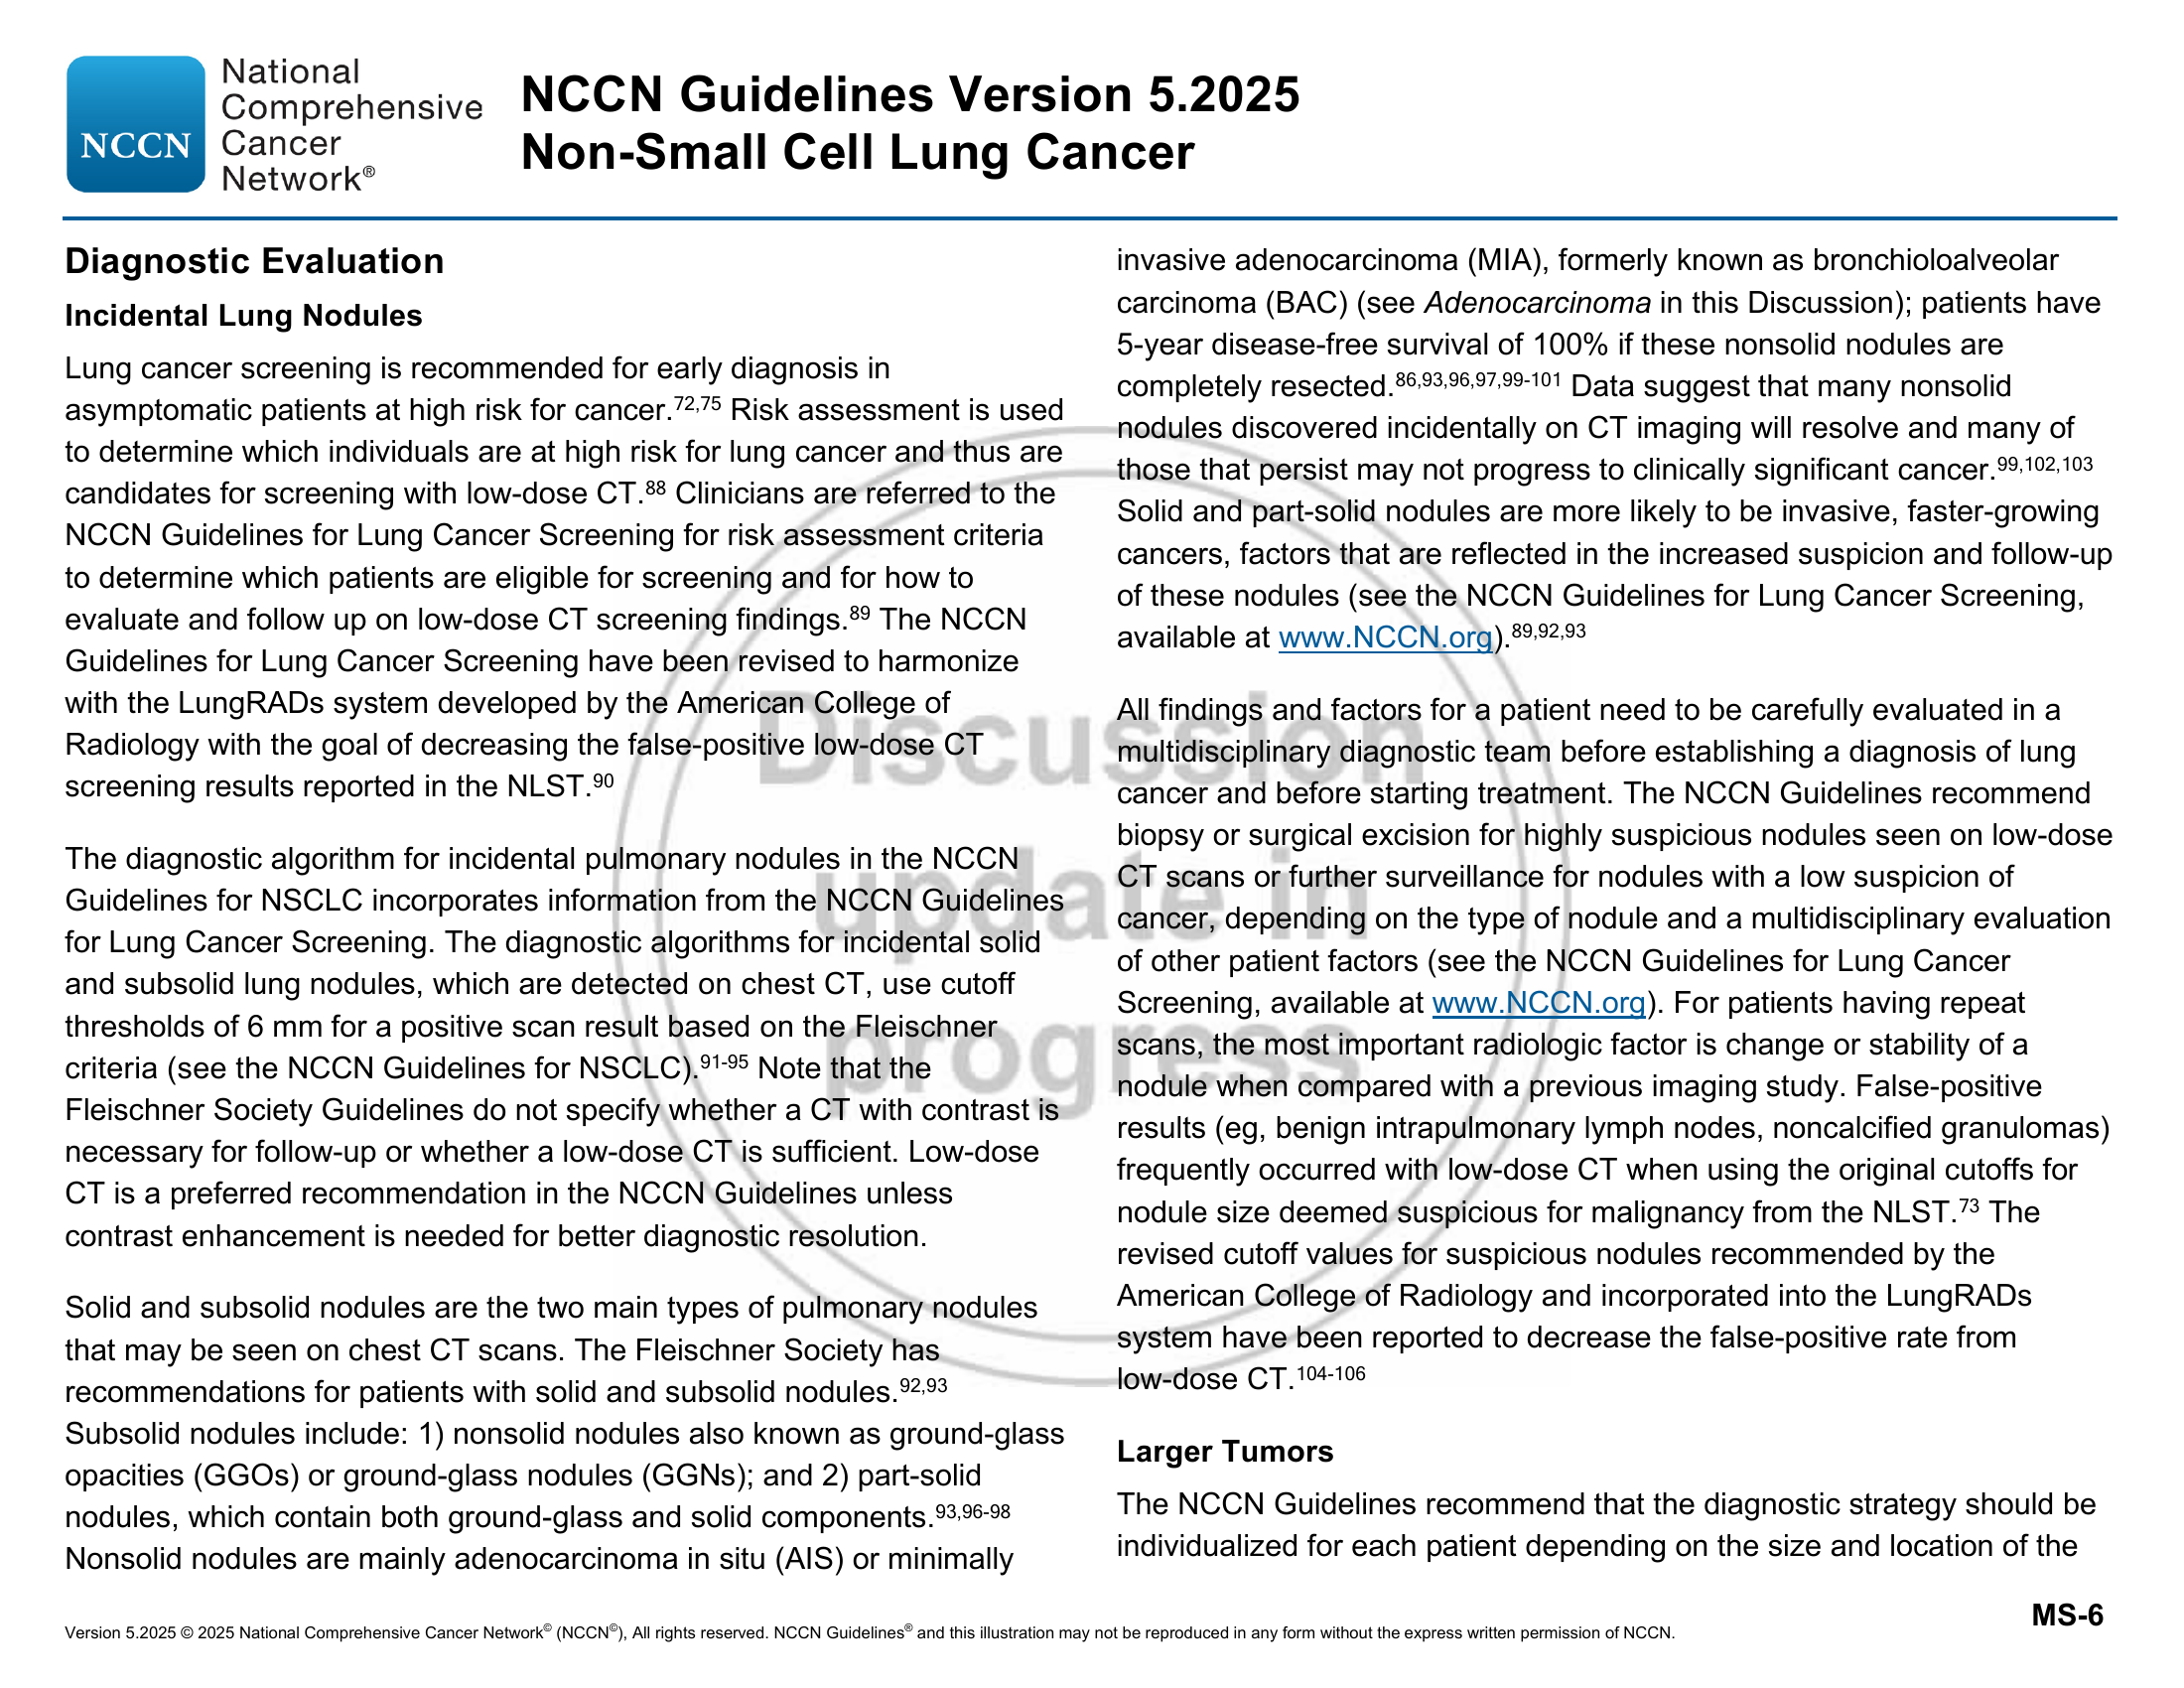 National
Comprehensive
NCCN Cancer
Network®
NCCN Guidelines Version 5.2025
Non-Small Cell Lung Cancer
Diagnostic Evaluation
Incidental Lung Nodules
Lung cancer screening is recommended for early diagnosis in
asymptomatic patients at high risk for cancer.72,75 Risk assessment is used
to determine which individuals are at high risk for lung cancer and thus are
candidates for screening with low-dose CT.88 Clinicians are referred to the
NCCN Guidelines for Lung Cancer Screening for risk assessment criteria
to determine which patients are eligible for screening and for how to
evaluate and follow up on low-dose CT screening findings.89 The NCCN
Guidelines for Lung Cancer Screening have been revised to harmonize
with the LungRADs system developed by the American College of
Radiology with the goal of decreasing the false-positive low-dose CT
screening results reported in the NLST.90
The diagnostic algorithm for incidental pulmonary nodules in the NCCN
Guidelines for NSCLC incorporates information from the NCCN Guidelines
for Lung Cancer Screening. The diagnostic algorithms for incidental solid
and subsolid lung nodules, which are detected on chest CT, use cutoff
thresholds of 6 mm for a positive scan result based on the Fleischner
criteria (see the NCCN Guidelines for NSCLC).91-95 Note that the
Fleischner Society Guidelines do not specify whether a CT with contrast is
necessary for follow-up or whether a low-dose CT is sufficient. Low-dose
CT is a preferred recommendation in the NCCN Guidelines unless
contrast enhancement is needed for better diagnostic resolution.
Solid and subsolid nodules are the two main types of pulmonary nodules
that may be seen on chest CT scans. The Fleischner Society has
recommendations for patients with solid and subsolid nodules.92,93
Subsolid nodules include: 1) nonsolid nodules also known as ground-glass
opacities (GGOs) or ground-glass nodules (GGNs); and 2) part-solid
nodules, which contain both ground-glass and solid components.93,96-98
Nonsolid nodules are mainly adenocarcinoma in situ (AIS) or minimally
invasive adenocarcinoma (MIA), formerly known as bronchioloalveolar
carcinoma (BAC) (see Adenocarcinoma in this Discussion); patients have
5-year disease-free survival of 100% if these nonsolid nodules are
completely resected.86,93,96,97,99-101 Data suggest that many nonsolid
nodules discovered incidentally on CT imaging will resolve and many of
those that persist may not progress to clinically significant cancer.99,102,103
Solid and part-solid nodules are more likely to be invasive, faster-growing
cancers, factors that are reflected in the increased suspicion and follow-up
of these nodules (see the NCCN Guidelines for Lung Cancer Screening,
available at www.NCCN.org).89,92,93
All findings and factors for a patient need to be carefully evaluated in a
multidisciplinary diagnostic team before establishing a diagnosis of lung
cancer and before starting treatment. The NCCN Guidelines recommend
biopsy or surgical excision for highly suspicious nodules seen on low-dose
CT scans or further surveillance for nodules with a low suspicion of
cancer, depending on the type of nodule and a multidisciplinary evaluation
of other patient factors (see the NCCN Guidelines for Lung Cancer
Screening, available at www.NCCN.org). For patients having repeat
scans, the most important radiologic factor is change or stability of a
nodule when compared with a previous imaging study. False-positive
results (eg, benign intrapulmonary lymph nodes, noncalcified granulomas)
frequently occurred with low-dose CT when using the original cutoffs for
nodule size deemed suspicious for malignancy from the NLST.73 The
revised cutoff values for suspicious nodules recommended by the
American College of Radiology and incorporated into the LungRADs
system have been reported to decrease the false-positive rate from
low-dose CT.104-106
Larger Tumors
The NCCN Guidelines recommend that the diagnostic strategy should be
individualized for each patient depending on the size and location of the
Discussion
update in
progress
MS-6
Version 5.2025 © 2025 National Comprehensive Cancer Network© (NCCN©), All rights reserved. NCCN Guidelines® and this illustration may not be reproduced in any form without the express written permission of NCCN.